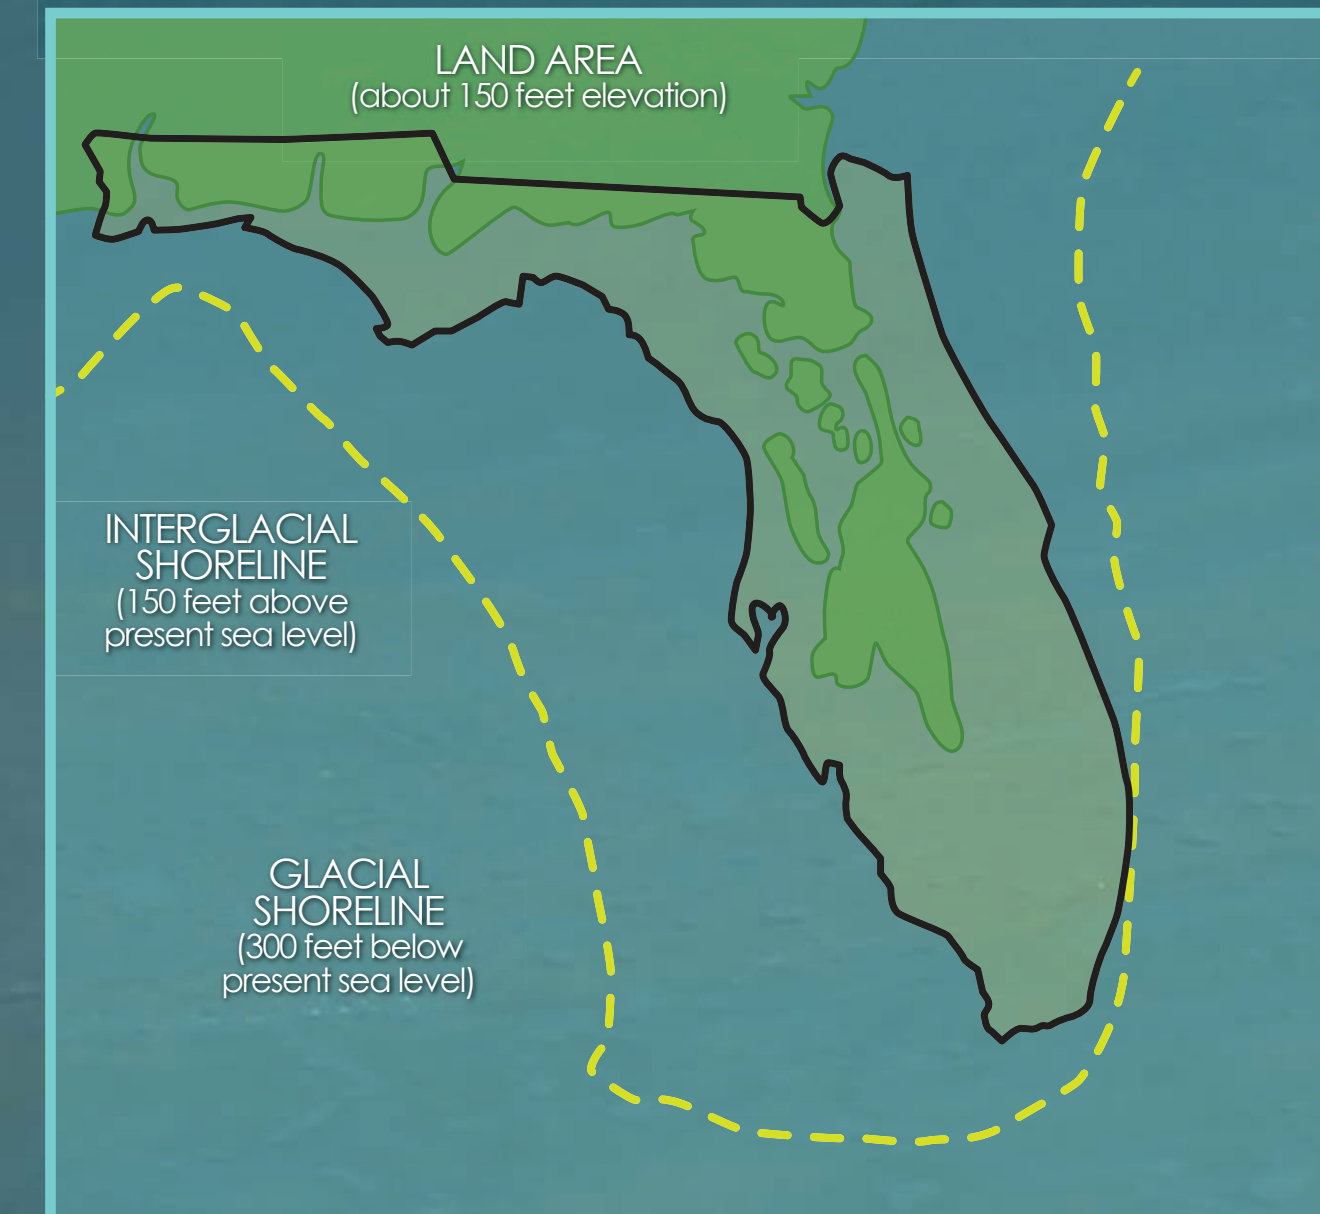 LAND AREA
(about 150 feet elevation)
INTERGLACIAL
SHORELINE
(150 feet above
present sea level)
GLACIAL
SHORELINE
(300 feet below
present sea level)